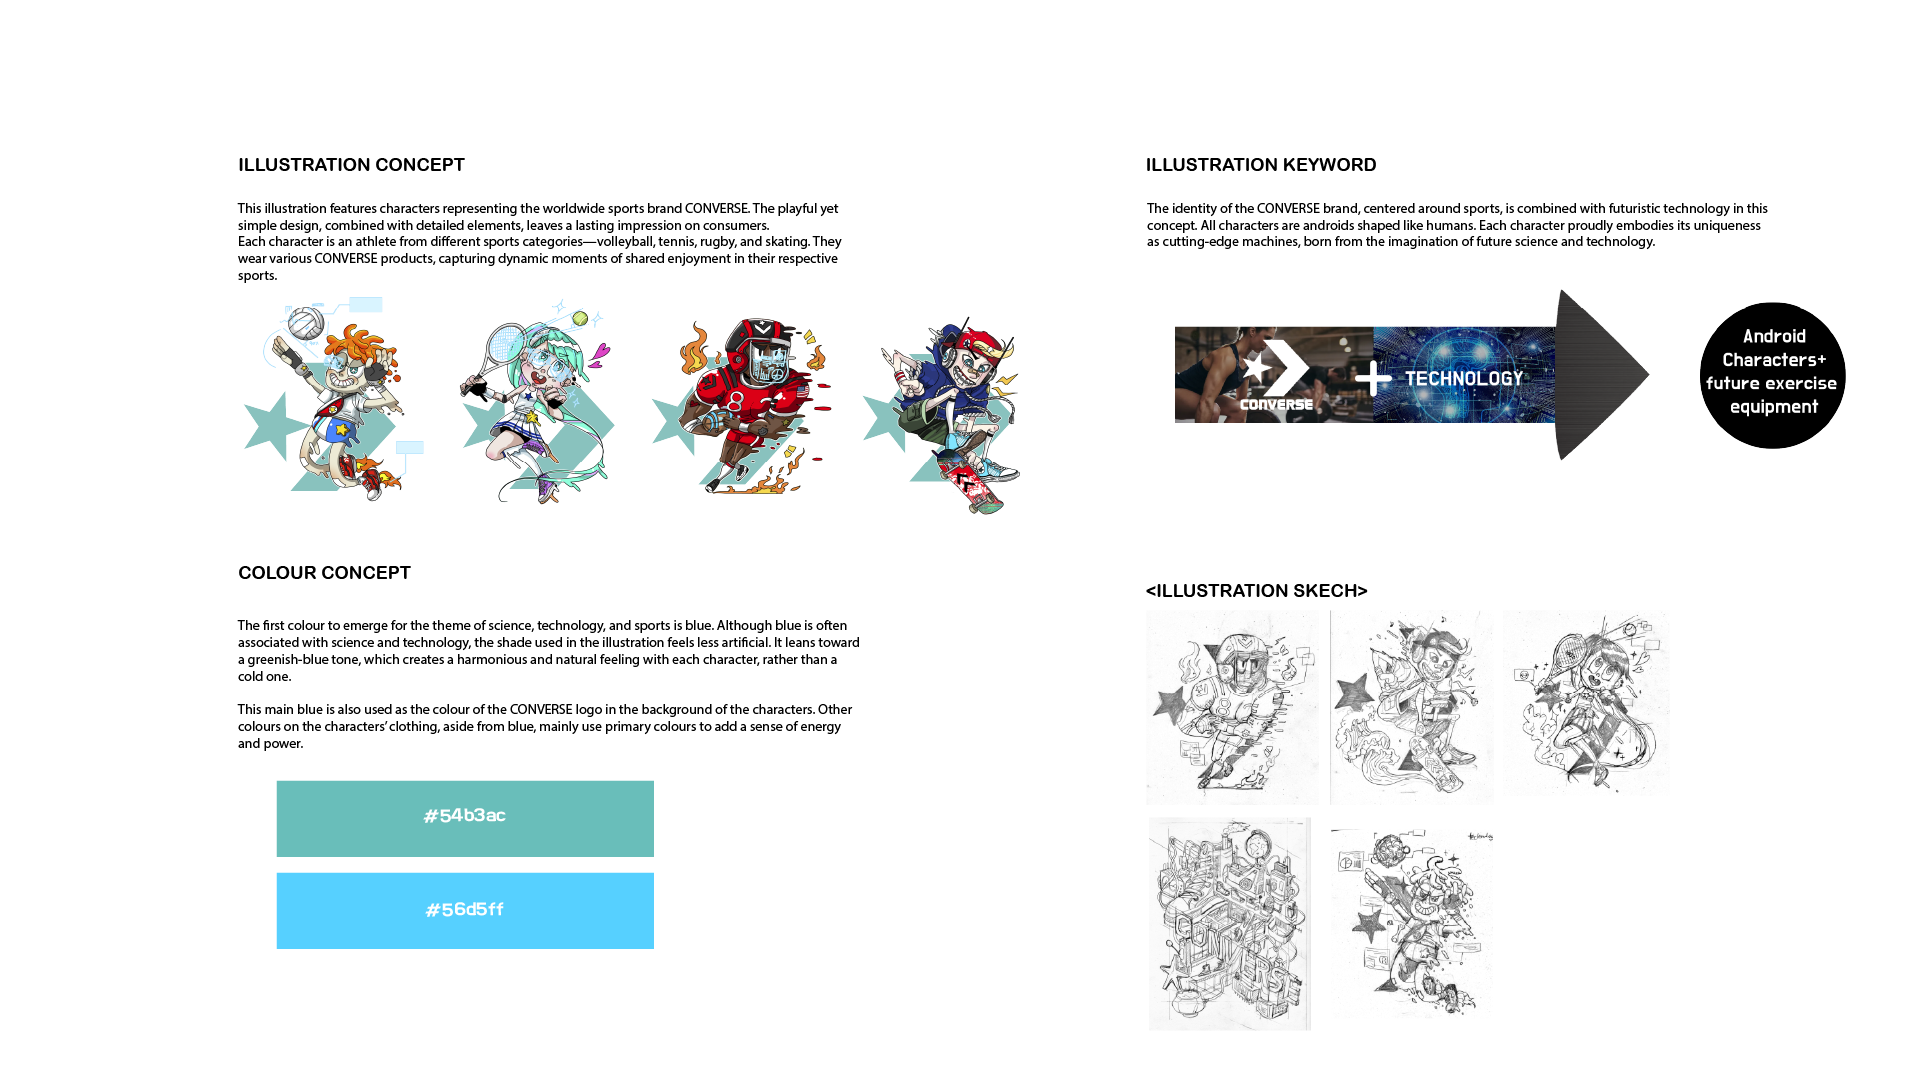 ILLUSTRATION CONCEPT
This illustration features characters representing the worldwide sports brand CONVERSE. The playful yet
simple design, combined with detailed elements, leaves a lasting impression on consumers.
Each character is an athlete from different sports categories—volleyball, tennis, rugby, and skating. They
wear various CONVERSE products, capturing dynamic moments of shared enjoyment in their respective
sports.
8
ILLUSTRATION KEYWORD
The identity of the CONVERSE brand, centered around sports, is combined with futuristic technology in this
concept. All characters are androids shaped like humans. Each character proudly embodies its uniqueness
as cutting-edge machines, born from the imagination of future science and technology.
CONVERSE
+
TECHNOLOGY
Android
Characters+
future exercise
equipment
COLOUR CONCEPT
The first colour to emerge for the theme of science, technology, and sports is blue. Although blue is often
associated with science and technology, the shade used in the illustration feels less artificial. It leans toward
a greenish-blue tone, which creates a harmonious and natural feeling with each character, rather than a
cold one.
This main blue is also used as the colour of the CONVERSE logo in the background of the characters. Other
colours on the characters' clothing, aside from blue, mainly use primary colours to add a sense of energy
and power.
#54b3ac
#56d5ff
<ILLUSTRATION SKECH>
8
CONVERSE